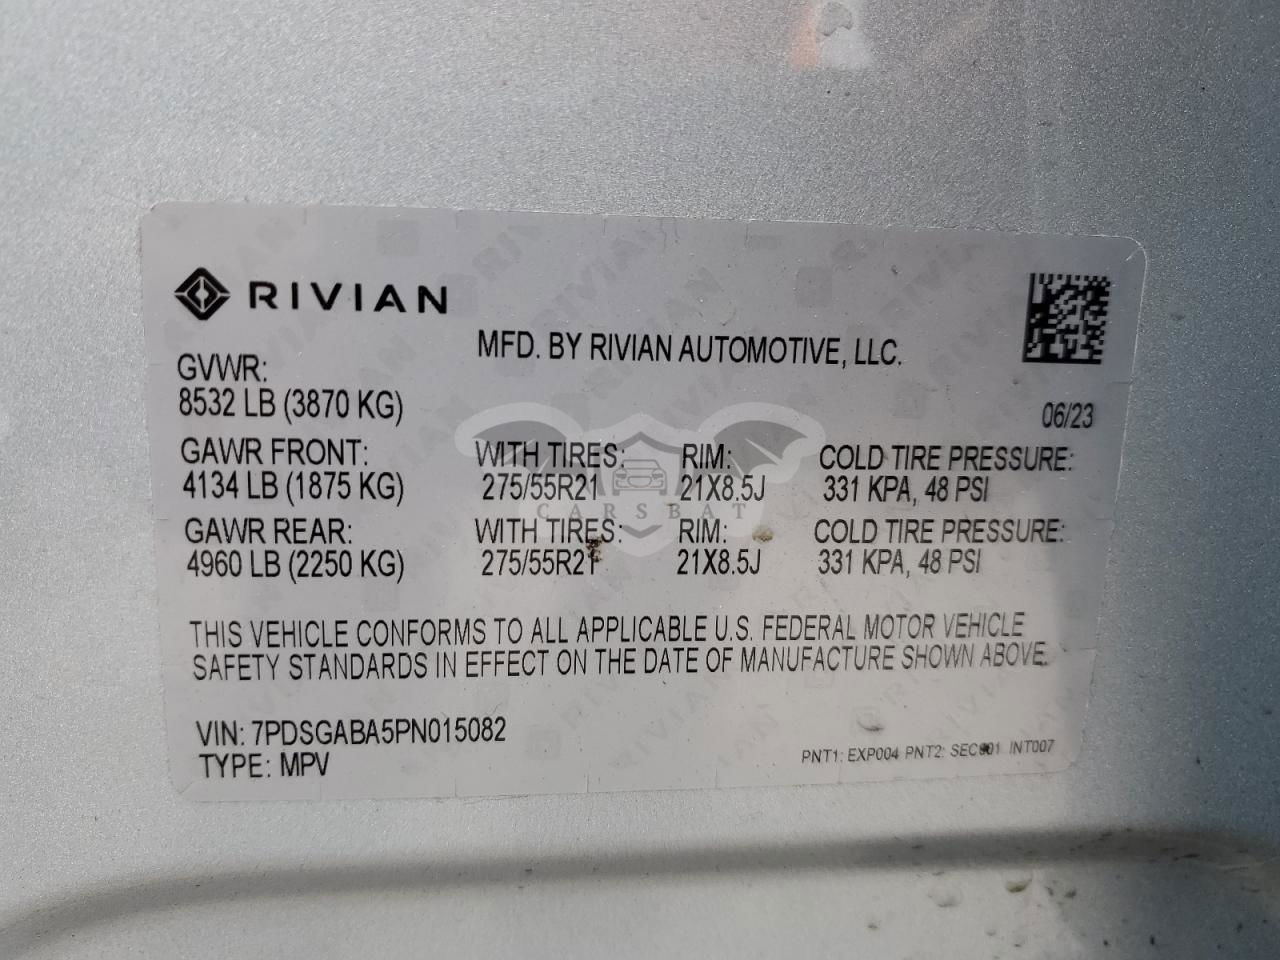 RIVIAN
MFD. BY RIVIAN AUTOMOTIVE, LLC.
GVWR:
8532 LB (3870 KG)
06/23
GAWR FRONT: WITH TIRES: RIM: COLD TIRE PRESSURE:
4134 LB (1875 KG) 275/55R21 21X8.5J 331 KPA, 48 PSI
CARSBAT
GAWR REAR: WITH TIRES: RIM: COLD TIRE PRESSURE:
4960 LB (2250 KG) 275/55R21 21X8.5J 331 KPA, 48 PSI
THIS VEHICLE CONFORMS TO ALL APPLICABLE U.S. FEDERAL MOTOR VEHICLE
SAFETY STANDARDS IN EFFECT ON THE DATE OF MANUFACTURE SHOWN ABOVE.
VIN: 7PDSGABA5PN015082
TYPE: MPV
PNT1: EXP004 PNT2: INT007